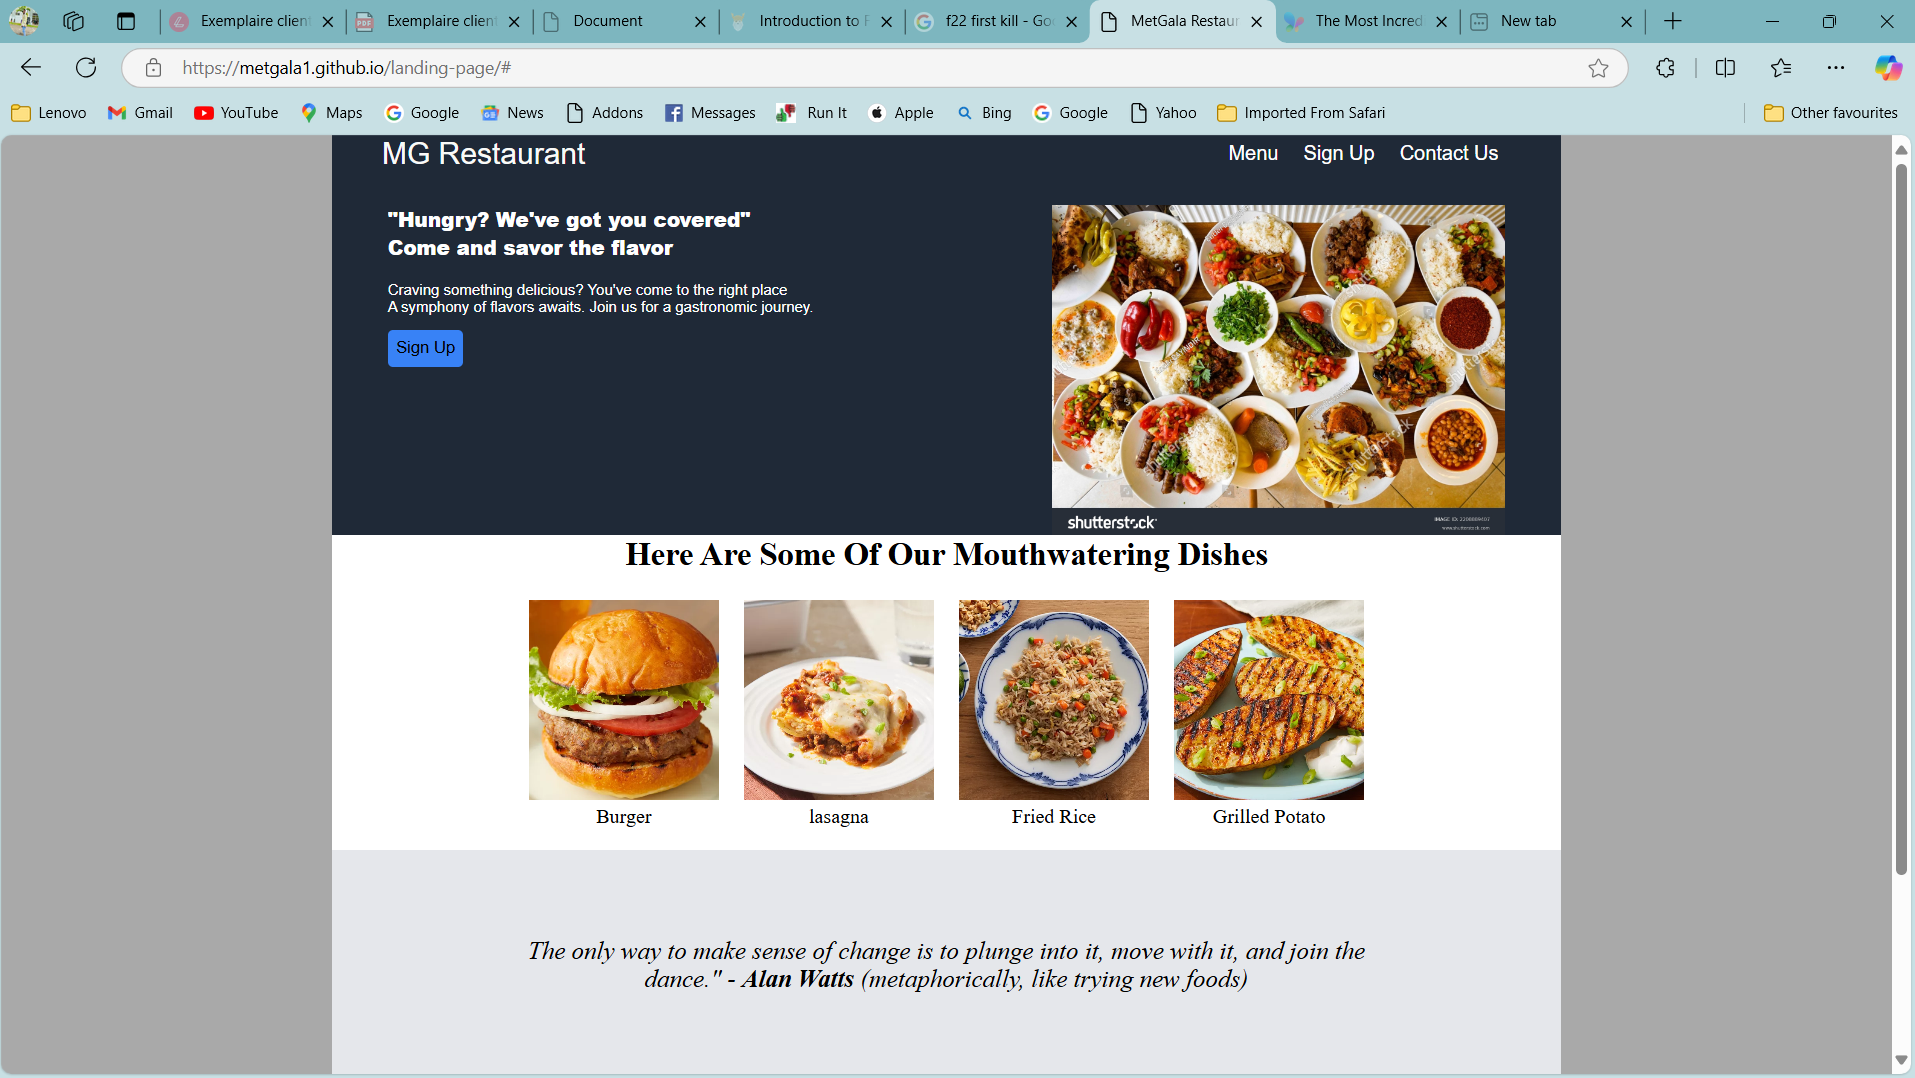 Exemplaire clien
Exemplaire clien
Document
Introduction to F
f22 first kill - Goo
MetGala Restaur
The Most Incred
New tab
https://metgala1.github.io/landing-page/#
Lenovo
Gmail
YouTube
Maps
Google
News
Addons
Messages
Run It
Apple
Bing
Google
Yahoo
Imported From Safari
Other favourites
MG Restaurant
Menu
Sign Up
Contact Us
"Hungry? We've got you covered"
Come and savor the flavor
Craving something delicious? You've come to the right place
A symphony of flavors awaits. Join us for a gastronomic journey.
Sign Up
shutterstock
Here Are Some Of Our Mouthwatering Dishes
Burger
lasagna
Fried Rice
Grilled Potato
The only way to make sense of change is to plunge into it, move with it, and join the
dance." - Alan Watts (metaphorically, like trying new foods)